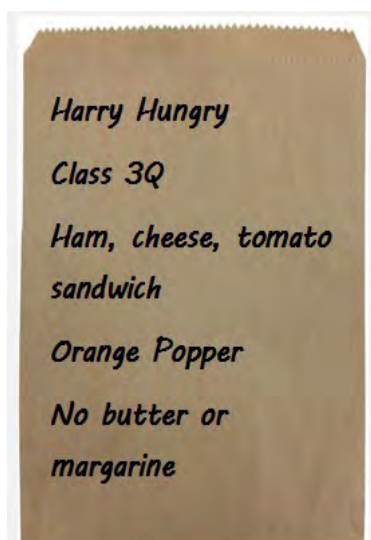 Harry Hungry
Class 3Q
Ham, cheese, tomato
sandwich
Orange Popper
No butter or
margarine